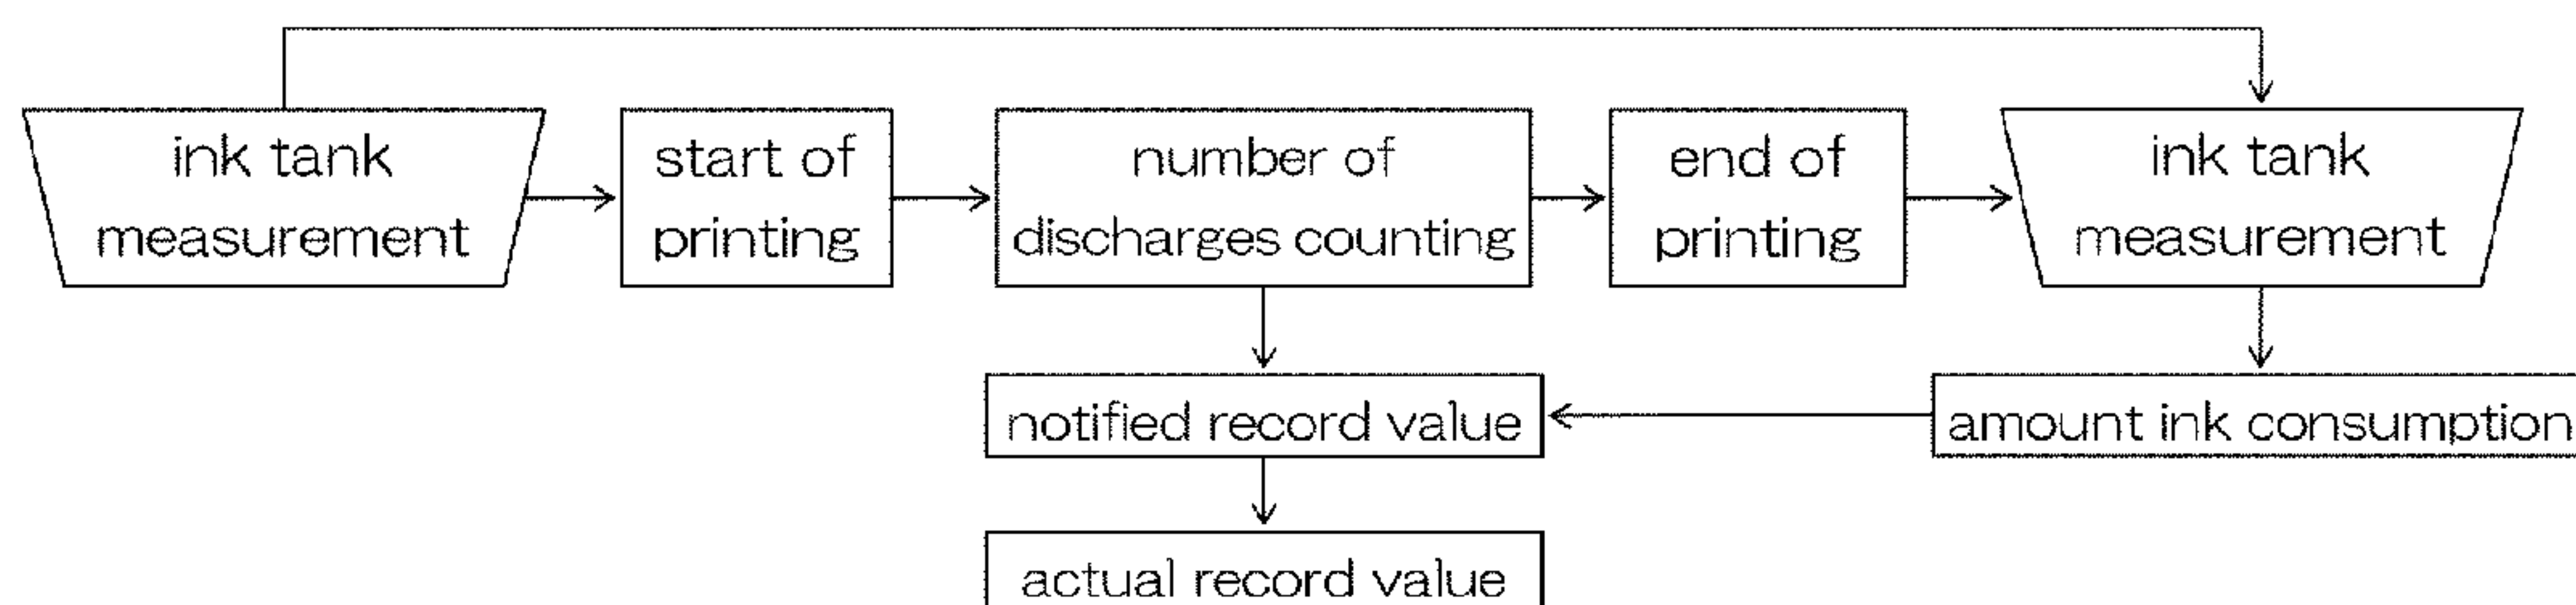 ink tank
measurement
start of
printing
number of
discharges counting
end of
printing
ink tank
measurement
notified record value
amount ink consumption
actual record value